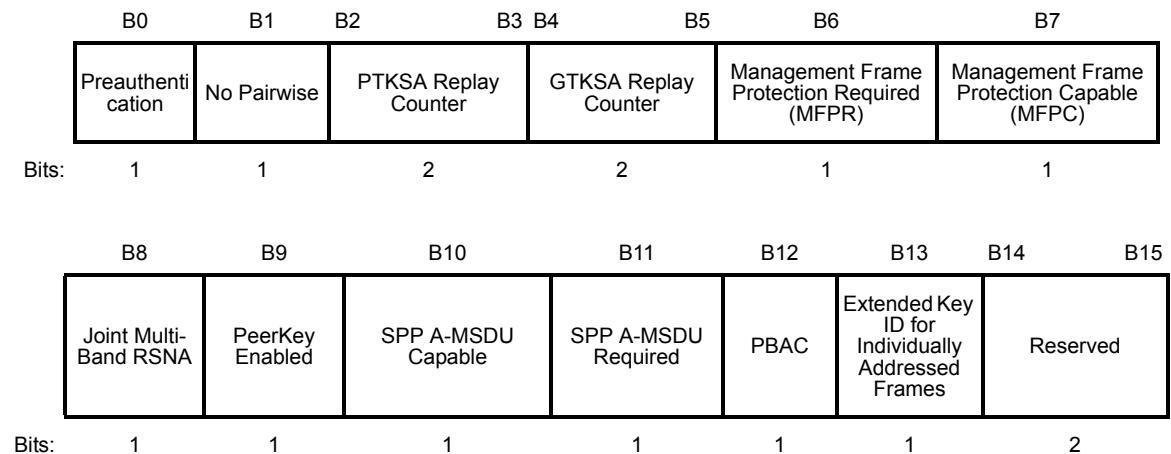 B0 B1 B2 B3 B4 B5 B6 B7
Preauthenti
cation
No Pairwise
PTKSA Replay
Counter
GTKSA Replay
Counter
Management Frame
Protection Required
(MFPR)
Management Frame
Protection Capable
(MFPC)
Bits: 1 1 2 2 1 1
B8 B9 B10 B11 B12 B13 B14 B15
Joint Multi-
Band RSNA
PeerKey
Enabled
SPP A-MSDU
Capable
SPP A-MSDU
Required
PBAC
Extended Key
ID for
Individually
Addressed
Frames
Reserved
Bits: 1 1 1 1 1 1 2